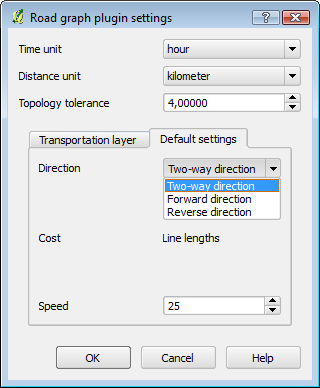 Road graph plugin settings
Time unit hour
Distance unit kilometer
Topology tolerance 4,00000
Transportation layer Default settings
Direction Two-way direction
Two-way direction
Forward direction
Reverse direction
Cost Line lengths
Speed 25
OK Cancel Help